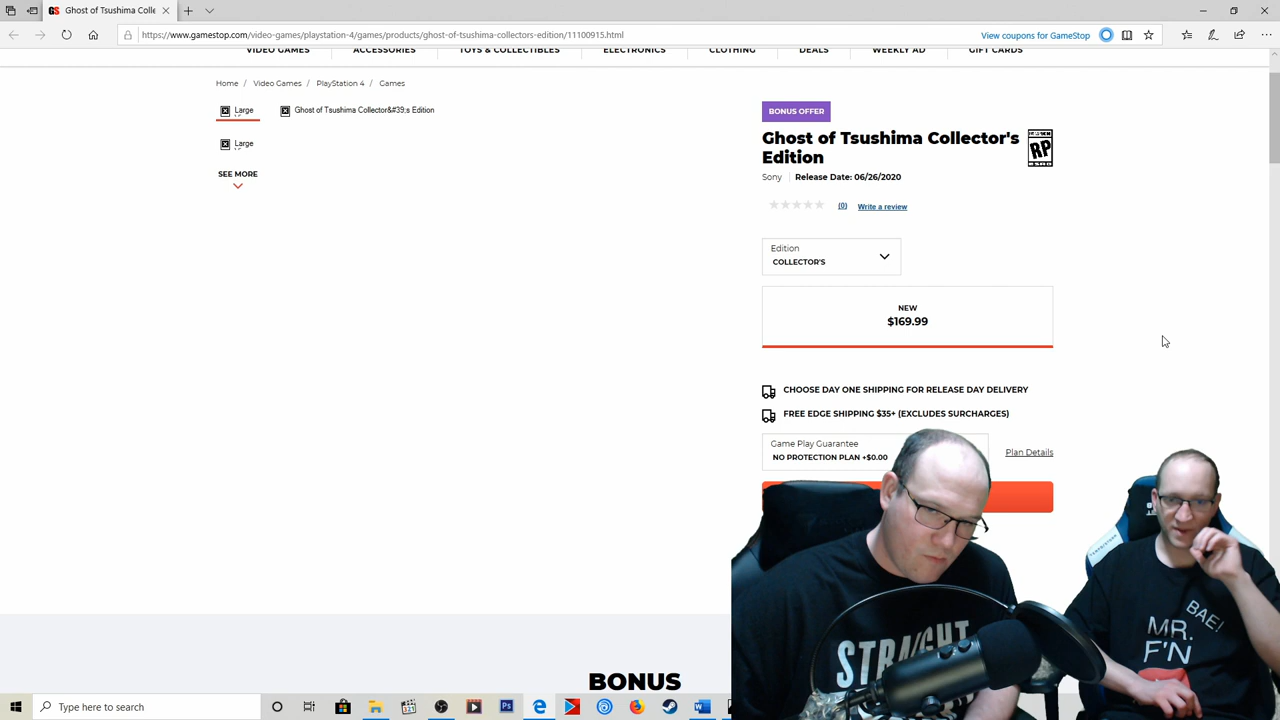 Ghost of Tsushima Colle
https://www.gamestop.com/video-games/playstation-4/games/products/ghost-of-tsushima-collectors-edition/11100915.html
View coupons for GameStop
VIDEO GAMES
ACCESSORIES
TOYS & COLLECTIBLES
ELECTRONICS
CLOTHING
DEALS
WEEKLY AD
GIFT CARDS
Home / Video Games / PlayStation 4 / Games
Large
Ghost of Tsushima Collector&#39;s Edition
Large
SEE MORE
BONUS OFFER
Ghost of Tsushima Collector's
Edition
RP
Sony
Release Date: 06/26/2020
(0)
Write a review
Edition
COLLECTOR'S
NEW
$169.99
CHOOSE DAY ONE SHIPPING FOR RELEASE DAY DELIVERY
FREE EDGE SHIPPING $35+ (EXCLUDES SURCHARGES)
Game Play Guarantee
NO PROTECTION PLAN +$0.00
Plan Details
STRAIGHT
BAE!
MR.
F'N
BONUS
Type here to search